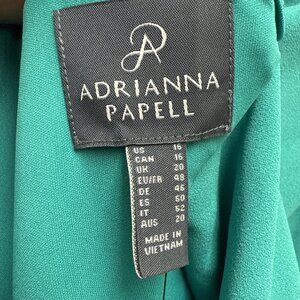 ADRIANNA
PAPELL
US 16
CAN 16
UK 20
EU/FR 48
DE 46
ES 50
IT 52
AUS 20
MADE IN
VIETNAM